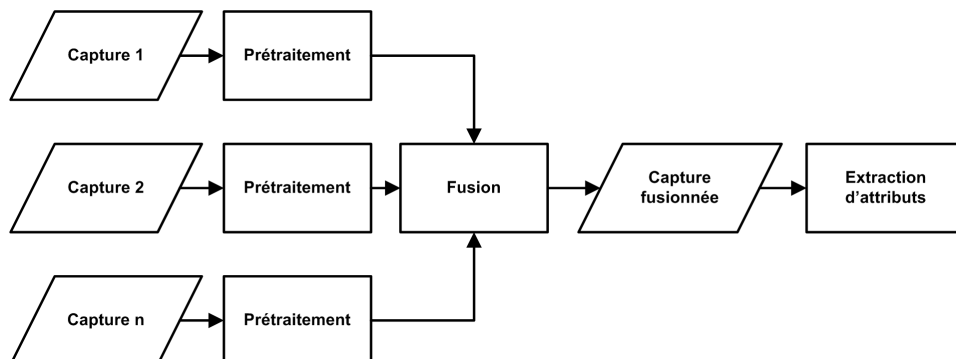 Capture 1
Prétraitement
Capture 2
Prétraitement
Fusion
Capture
fusionnée
Extraction
d'attributs
Capture n
Prétraitement